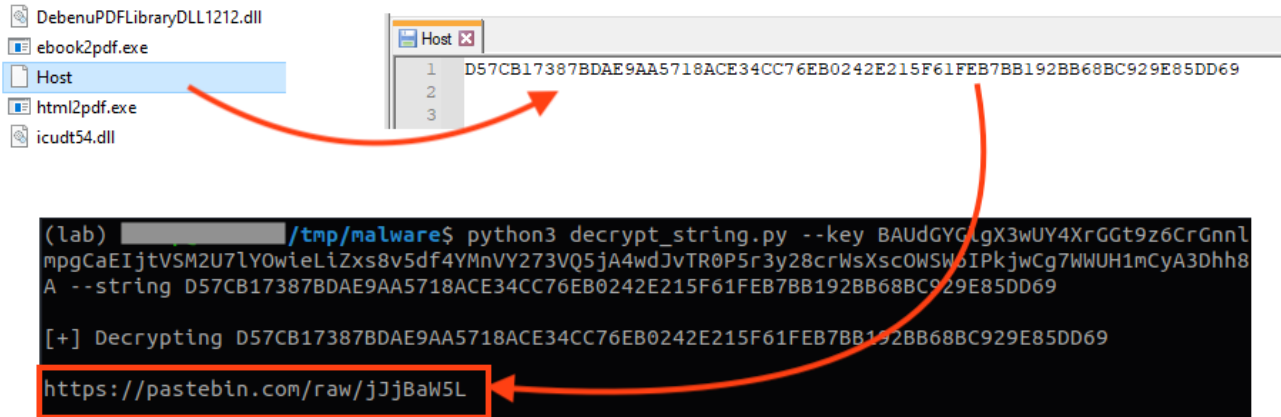 DebenuPDFLibraryDLL1212.dll
ebook2pdf.exe
Host
html2pdf.exe
icudt54.dll
Host
1 D57CB17387BDAE9AA5718ACE34CC76EB0242E215F61FEB7BB192BB68BC929E85DD69
2
3
(lab) /tmp/malware$ python3 decrypt_string.py --key BAUdGYGlgX3wUY4XrGGt9z6CrGnnl
mpgCaEIjtVSM2U7lYOwieLiZxs8v5df4YMnVY273VQ5jA4wdJvTR0P5r3y28crWsXscOWSW6IPkjwCg7WWUH1mCyA3Dhh8
A --string D57CB17387BDAE9AA5718ACE34CC76EB0242E215F61FEB7BB192BB68BC929E85DD69
[+] Decrypting D57CB17387BDAE9AA5718ACE34CC76EB0242E215F61FEB7BB192BB68BC929E85DD69
https://pastebin.com/raw/jJjBaW5L